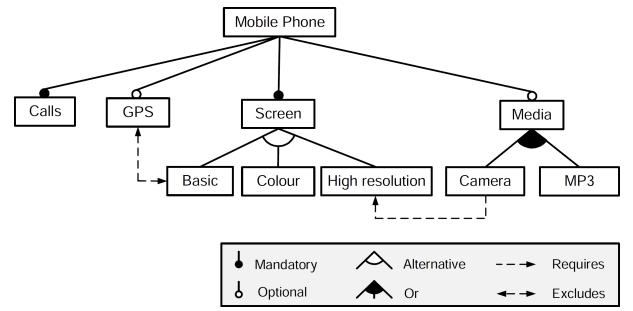 Mobile Phone
Calls
GPS
Screen
Media
Basic
Colour
High resolution
Camera
MP3
Mandatory
Alternative
Requires
Optional
Or
Excludes